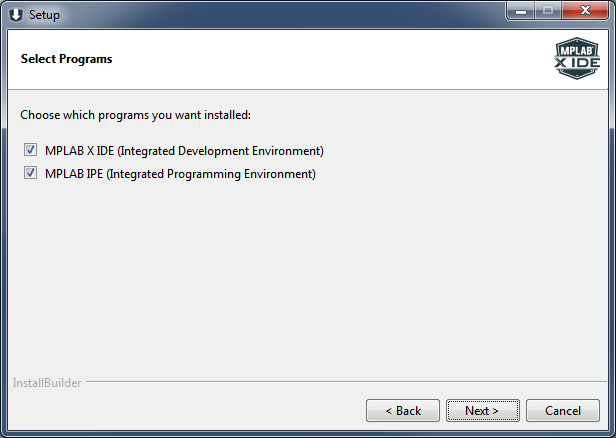 Setup
Select Programs
MPLAB
X IDE
Choose which programs you want installed:
MPLAB X IDE (Integrated Development Environment)
MPLAB IPE (Integrated Programming Environment)
InstallBuilder
< Back
Next >
Cancel